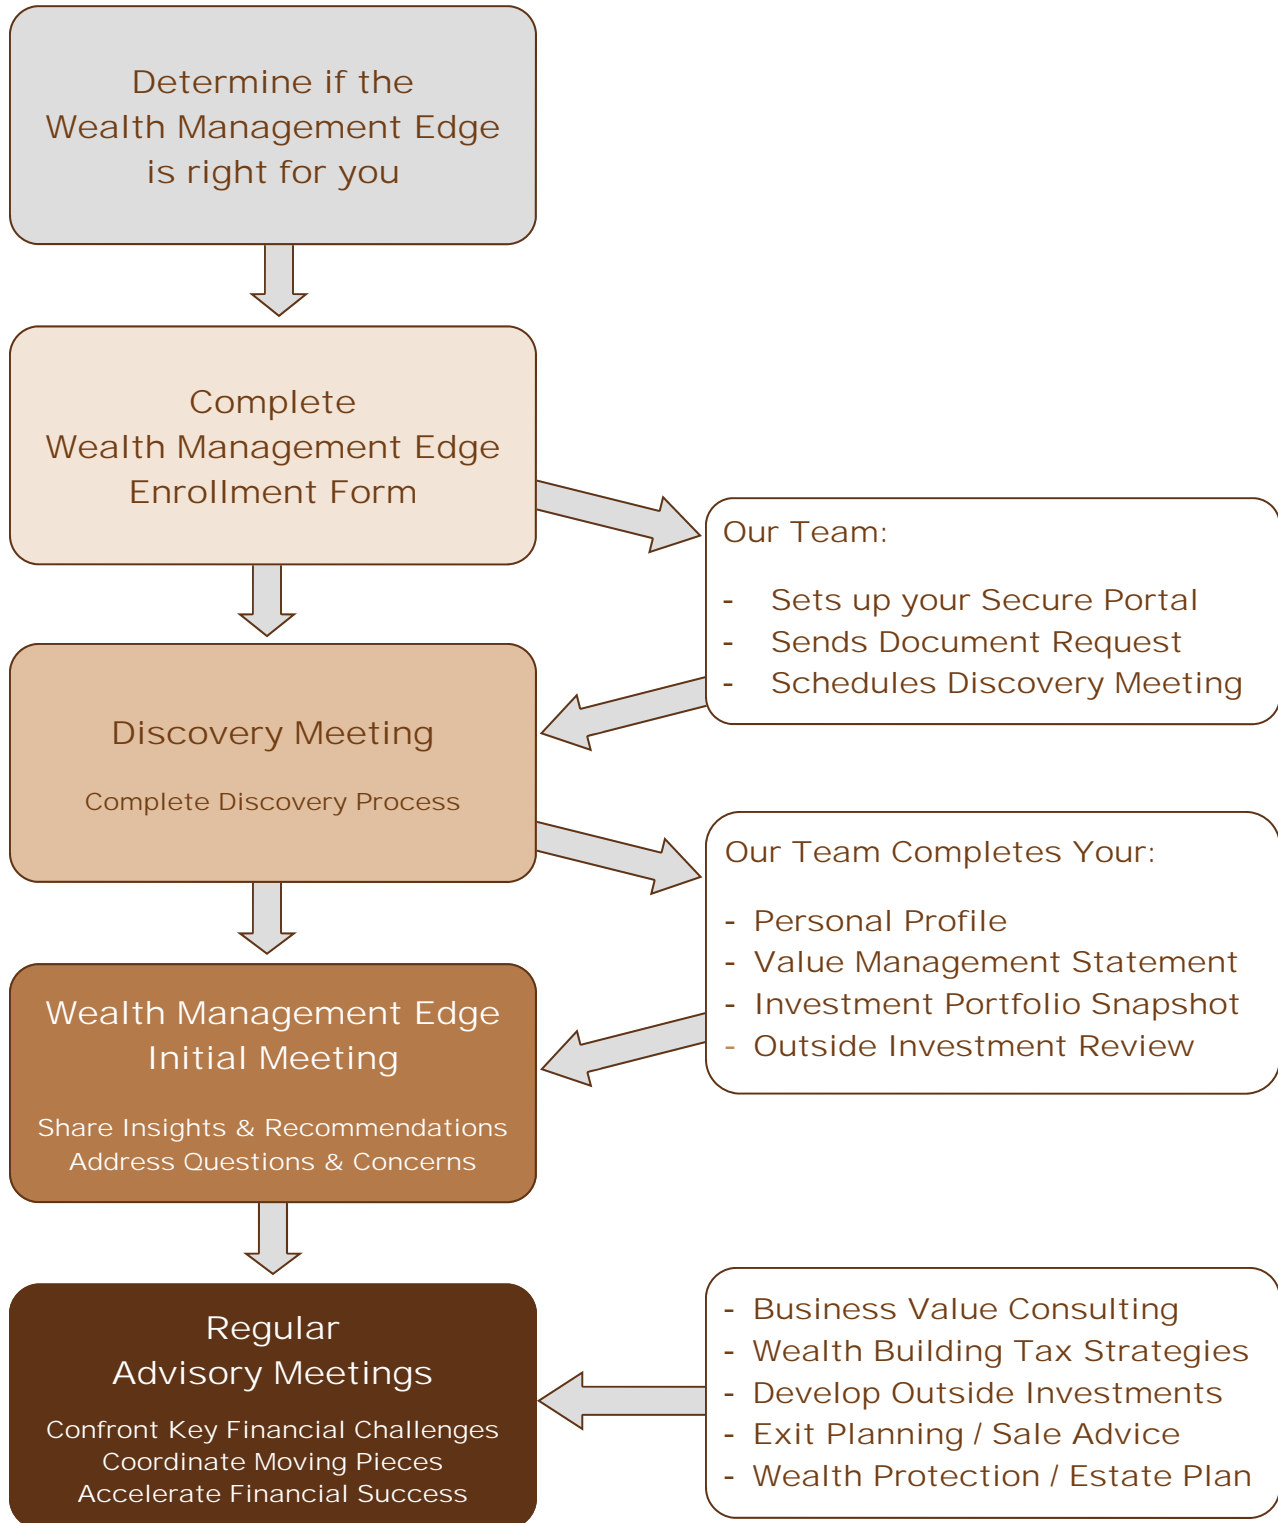 Determine if the
Wealth Management Edge
is right for you
Complete
Wealth Management Edge
Enrollment Form
Our Team:
- Sets up your Secure Portal
- Sends Document Request
- Schedules Discovery Meeting
Discovery Meeting
Complete Discovery Process
Our Team Completes Your:
- Personal Profile
- Value Management Statement
- Investment Portfolio Snapshot
- Outside Investment Review
Wealth Management Edge
Initial Meeting
Share Insights & Recommendations
Address Questions & Concerns
Regular
Advisory Meetings
Confront Key Financial Challenges
Coordinate Moving Pieces
Accelerate Financial Success
- Business Value Consulting
- Wealth Building Tax Strategies
- Develop Outside Investments
- Exit Planning / Sale Advice
- Wealth Protection / Estate Plan